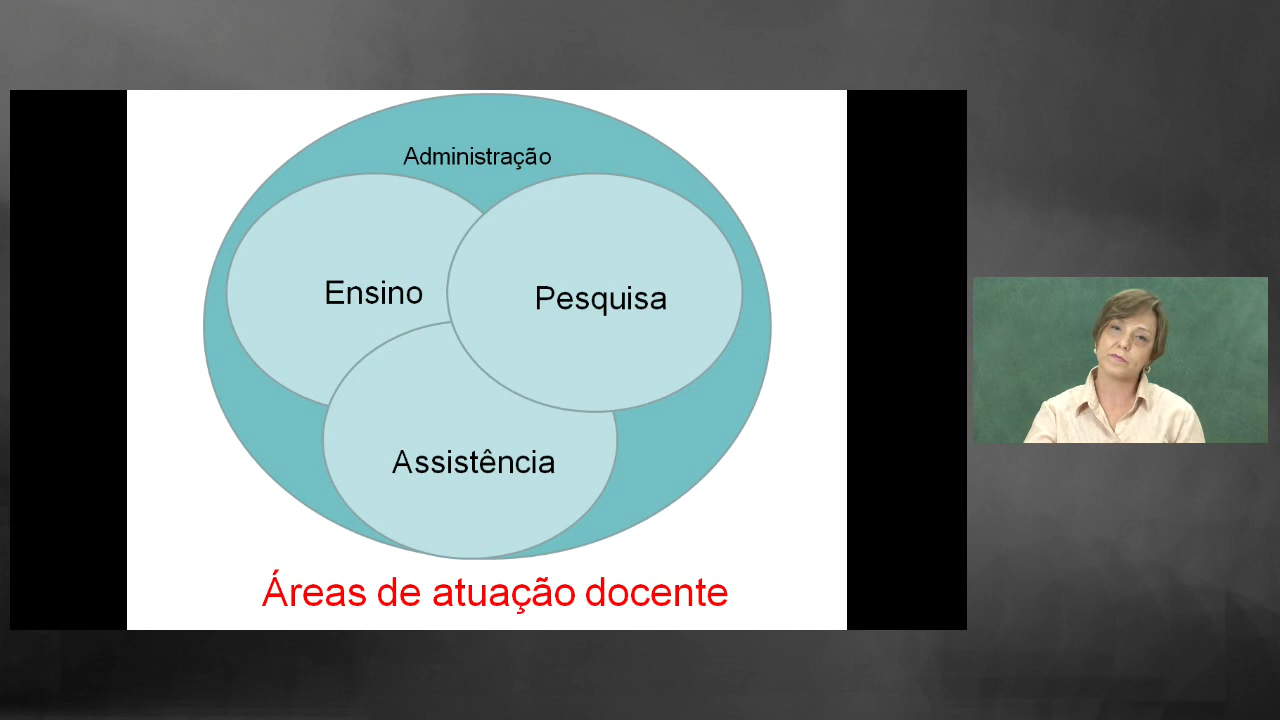 Administração
Ensino
Pesquisa
Assistência
Áreas de atuação docente